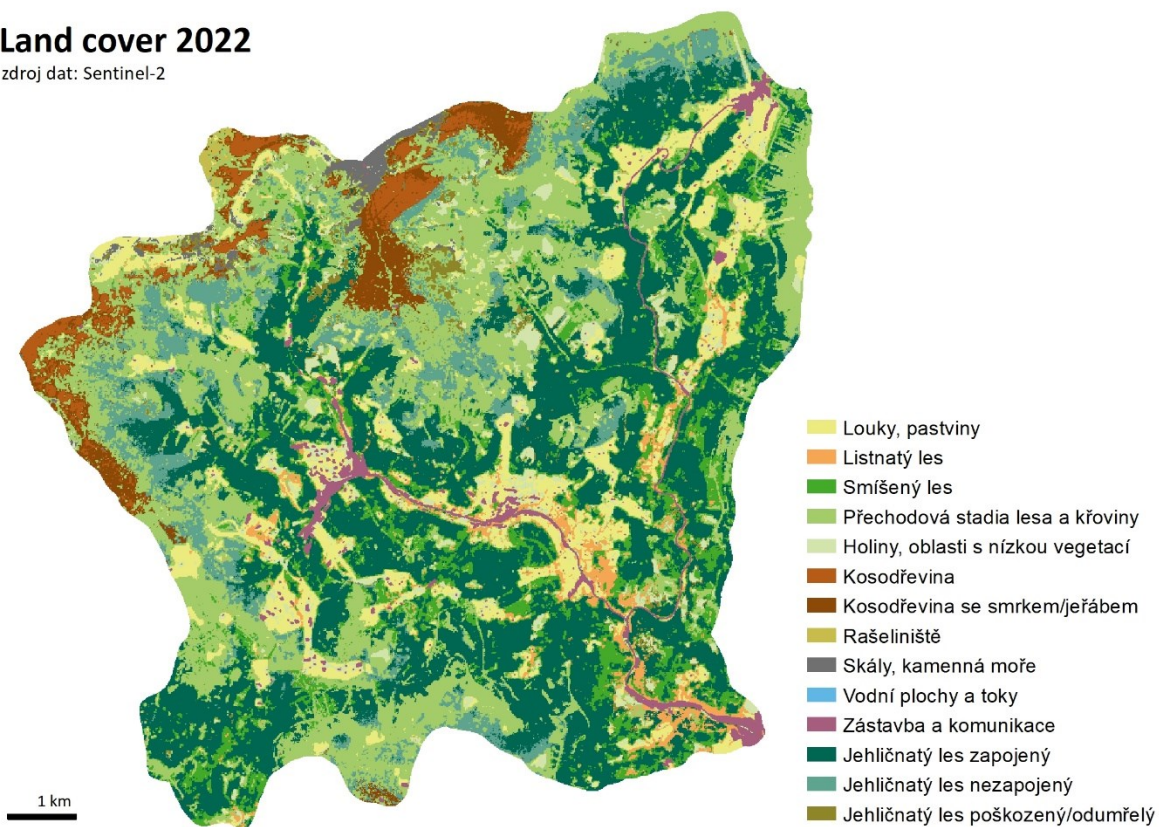 Land cover 2022
zdroj dat: Sentinel-2
Louky, pastviny
Listnatý les
Smíšený les
Přechodová stadia lesa a křoviny
Holiny, oblasti s nízkou vegetací
Kosodřevina
Kosodřevina se smrkem/jeřábem
Rašeliniště
Skály, kamenná moře
Vodní plochy a toky
Zástavba a komunikace
Jehličnatý les zapojený
Jehličnatý les nezapojený
Jehličnatý les poškozený/odumřelý
1 km